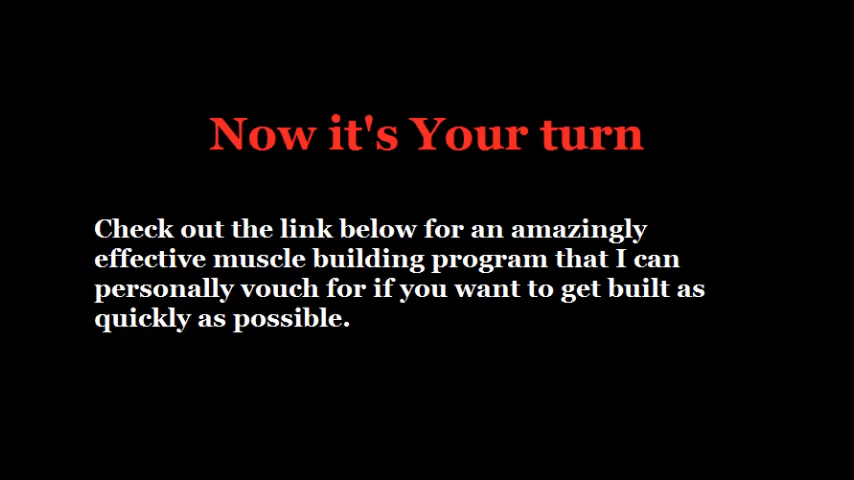 Now it's Your turn
Check out the link below for an amazingly
effective muscle building program that I can
personally vouch for if you want to get built as
quickly as possible.